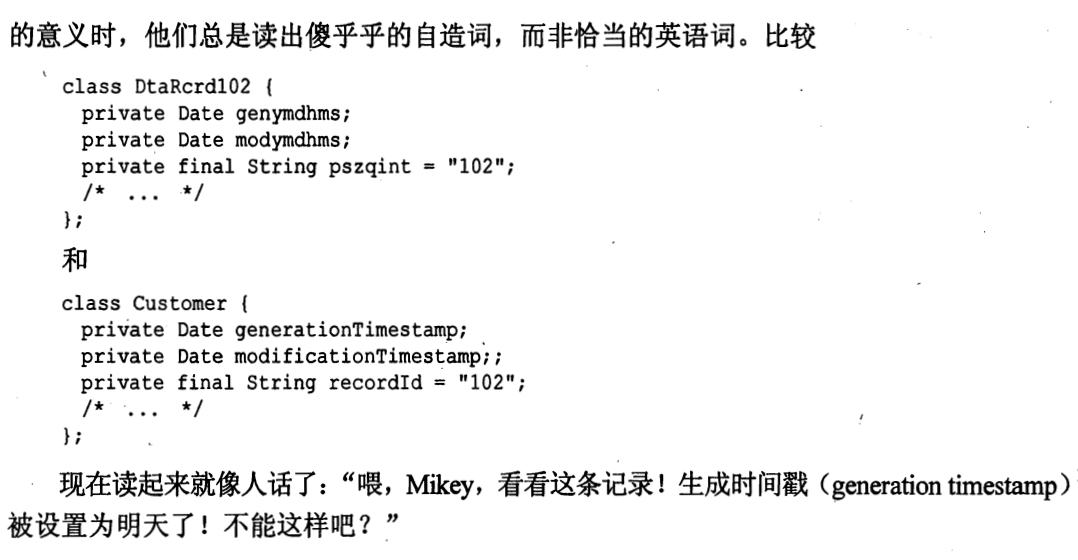 的意义时，他们总是读出傻乎乎的自造词，而非恰当的英语词。比较
class DtaRcrd102 {
private Date genymdhms;
private Date modymdhms;
private final String pszqint = "102";
/* ... */
};
和
class Customer {
private Date generationTimestamp;
private Date modificationTimestamp;;
private final String recordId = "102";
/* ... */
};
现在读起来就像人话了：“喂，Mikey，看看这条记录！生成时间戳（generation timestamp）
被设置为明天了！不能这样吧？”